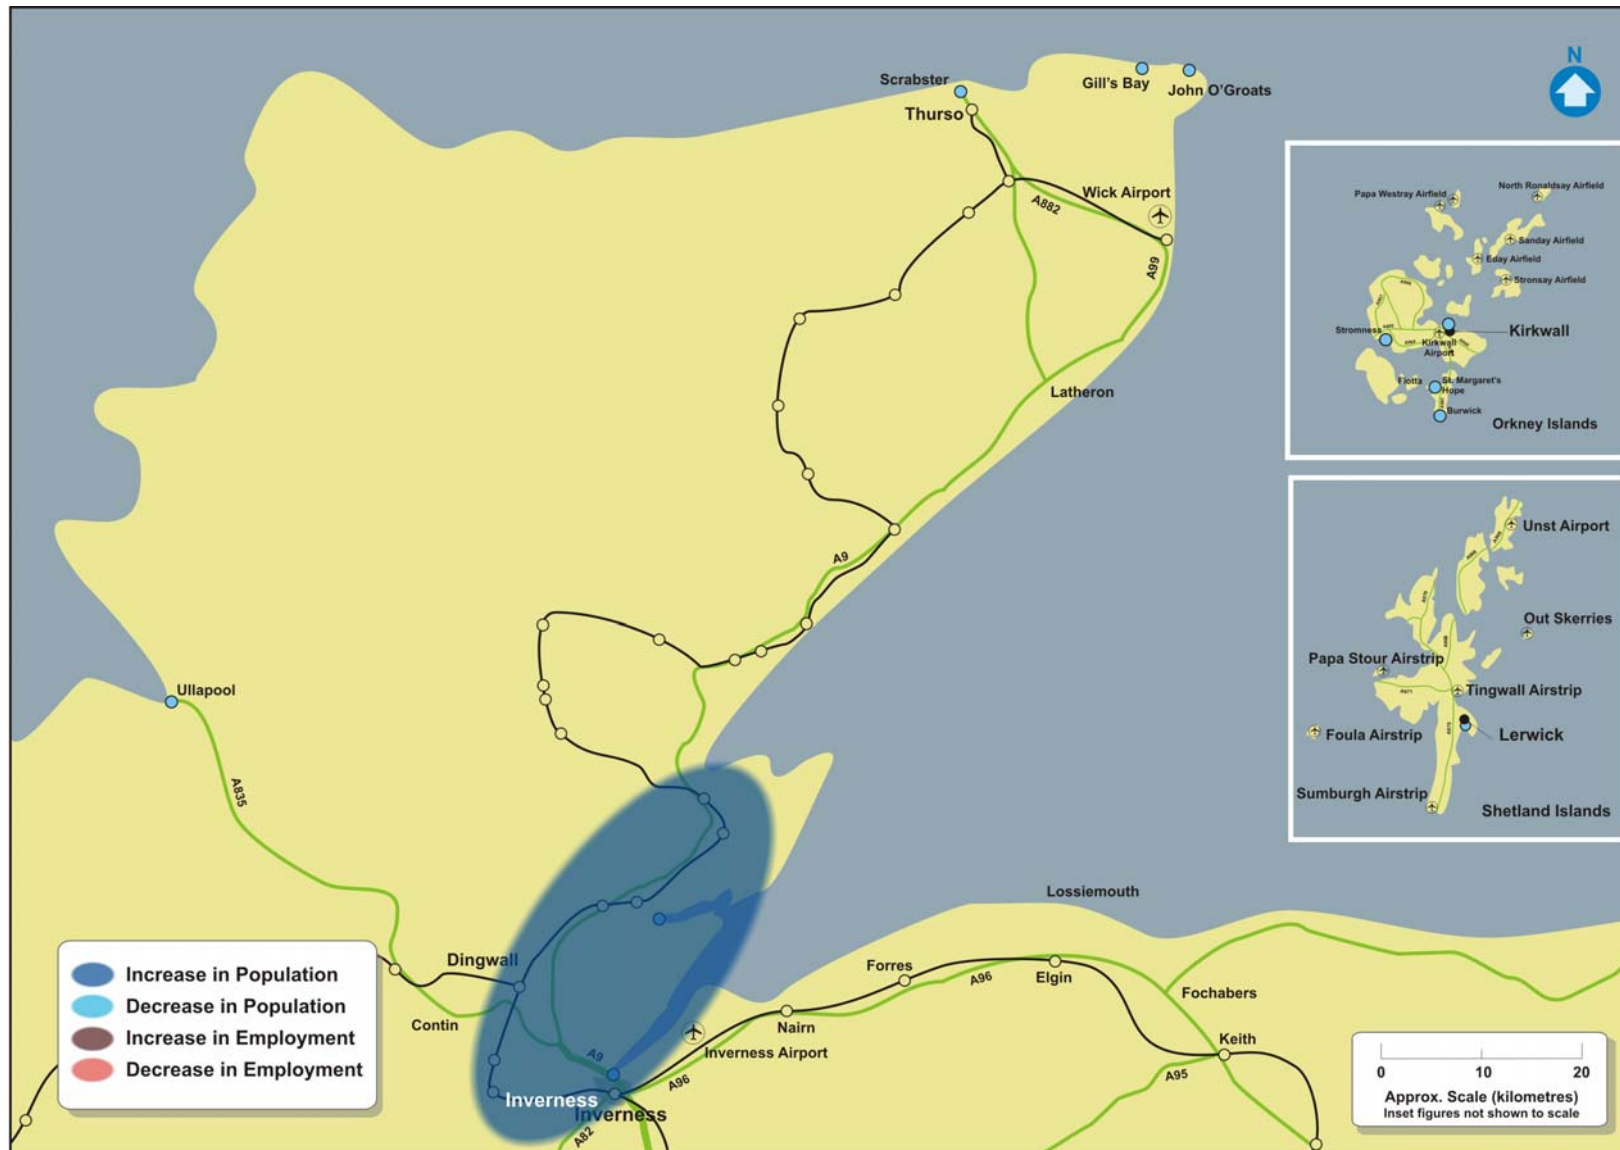 N
Scrabster
Thurso
Gill's Bay
John O'Groats
Wick Airport
A882
A99
Latheron
A9
Ullapool
A835
Dingwall
Contin
A9
Inverness
Inverness
A82
A96
Inverness Airport
Nairn
Forres
A96
Lossiemouth
Elgin
Fochabers
Keith
A95
Papa Westray Airfield
North Ronaldsay Airfield
Sanday Airfield
Eday Airfield
Stronsay Airfield
Stromness
Kirkwall
Kirkwall
Airport
Flotta
St. Margaret's
Hope
Burwick
Orkney Islands
Unst Airport
Out Skerries
Papa Stour Airstrip
A971
Tingwall Airstrip
Foula Airstrip
Lerwick
A970
Sumburgh Airstrip
Shetland Islands
Increase in Population
Decrease in Population
Increase in Employment
Decrease in Employment
0 10 20
Approx. Scale (kilometres)
Inset figures not shown to scale